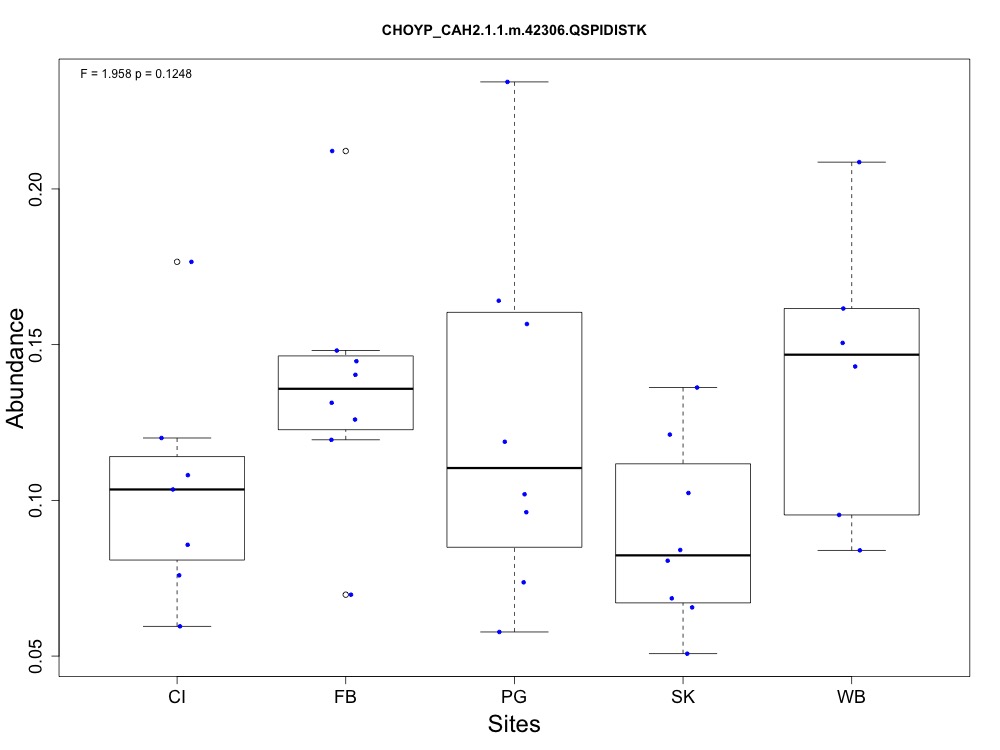 CHOYP_CAH2.1.1.m.42306.QSPIDISTK
F = 1.958 p = 0.1248
Abundance
0.20
0.15
0.10
0.05
CI FB PG SK WB
Sites